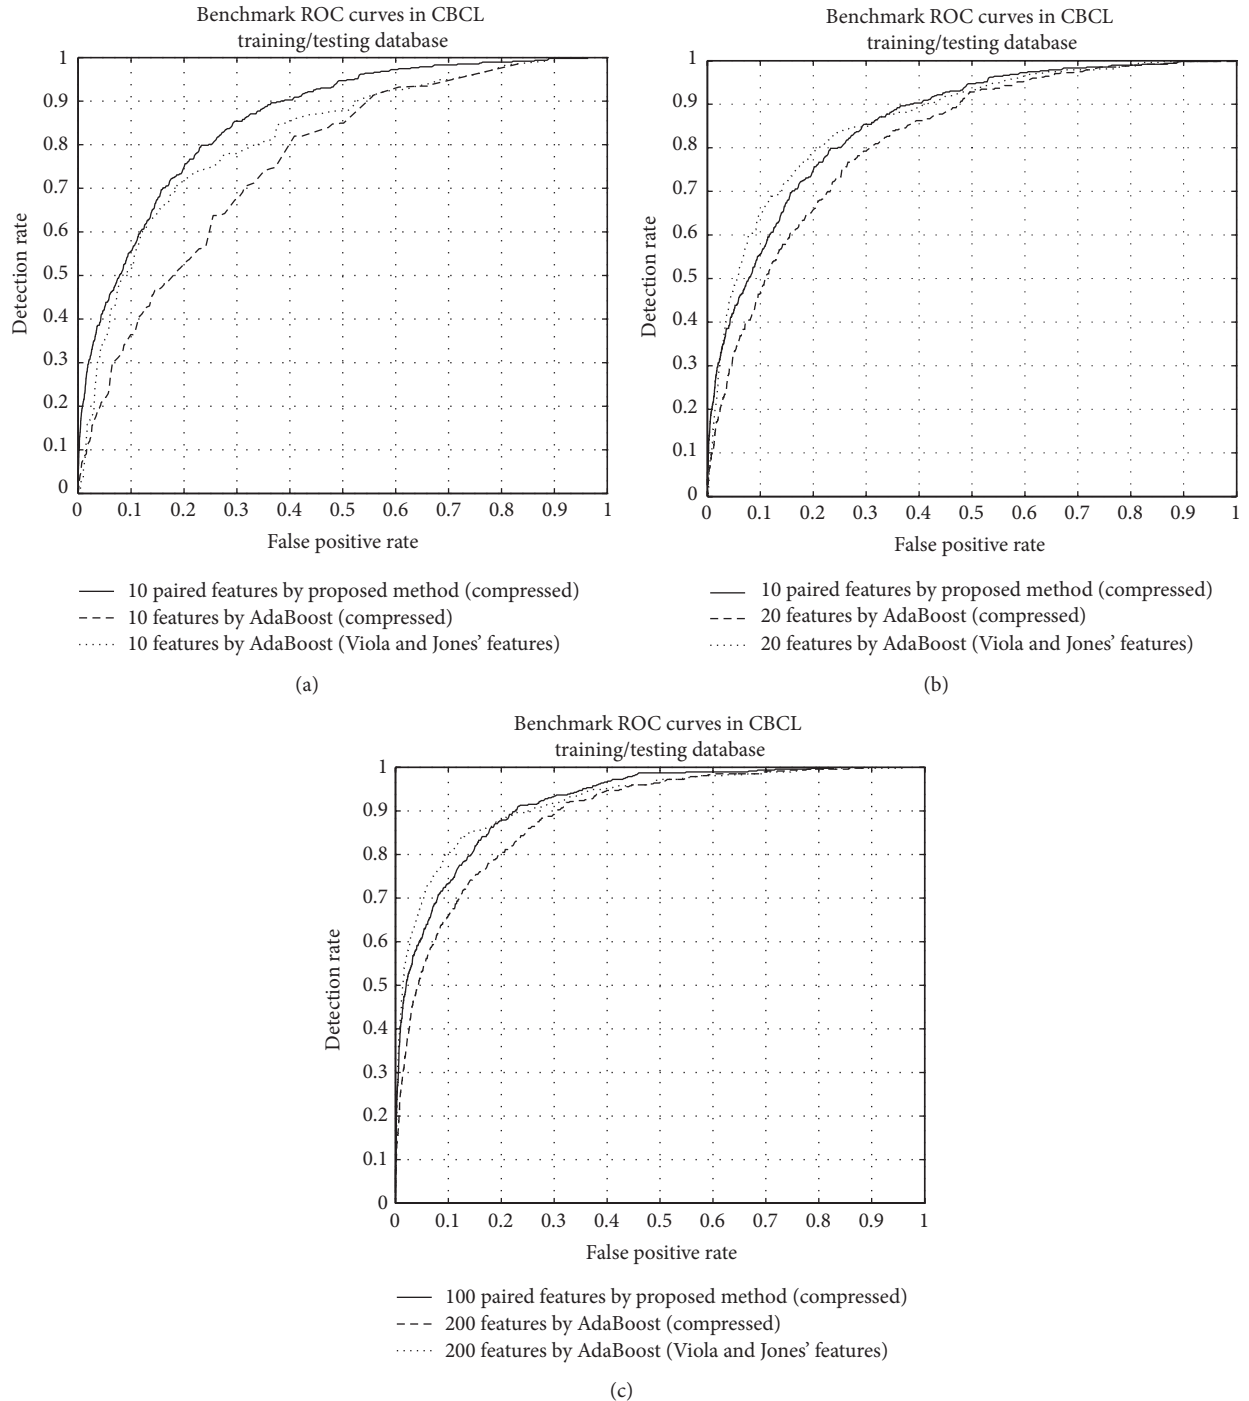 Benchmark ROC curves in CBCL
training/testing database
1
0.9
0.8
0.7
0.6
0.5
0.4
0.3
0.2
0.1
0
Detection rate
0 0.1 0.2 0.3 0.4 0.5 0.6 0.7 0.8 0.9 1
False positive rate
10 paired features by proposed method (compressed)
10 features by AdaBoost (compressed)
10 features by AdaBoost (Viola and Jones’ features)
(a)
Benchmark ROC curves in CBCL
training/testing database
1
0.9
0.8
0.7
0.6
0.5
0.4
0.3
0.2
0.1
0
Detection rate
0 0.1 0.2 0.3 0.4 0.5 0.6 0.7 0.8 0.9 1
False positive rate
10 paired features by proposed method (compressed)
20 features by AdaBoost (compressed)
20 features by AdaBoost (Viola and Jones’ features)
(b)
Benchmark ROC curves in CBCL
training/testing database
1
0.9
0.8
0.7
0.6
0.5
0.4
0.3
0.2
0.1
0
Detection rate
0 0.1 0.2 0.3 0.4 0.5 0.6 0.7 0.8 0.9 1
False positive rate
100 paired features by proposed method (compressed)
200 features by AdaBoost (compressed)
200 features by AdaBoost (Viola and Jones’ features)
(c)